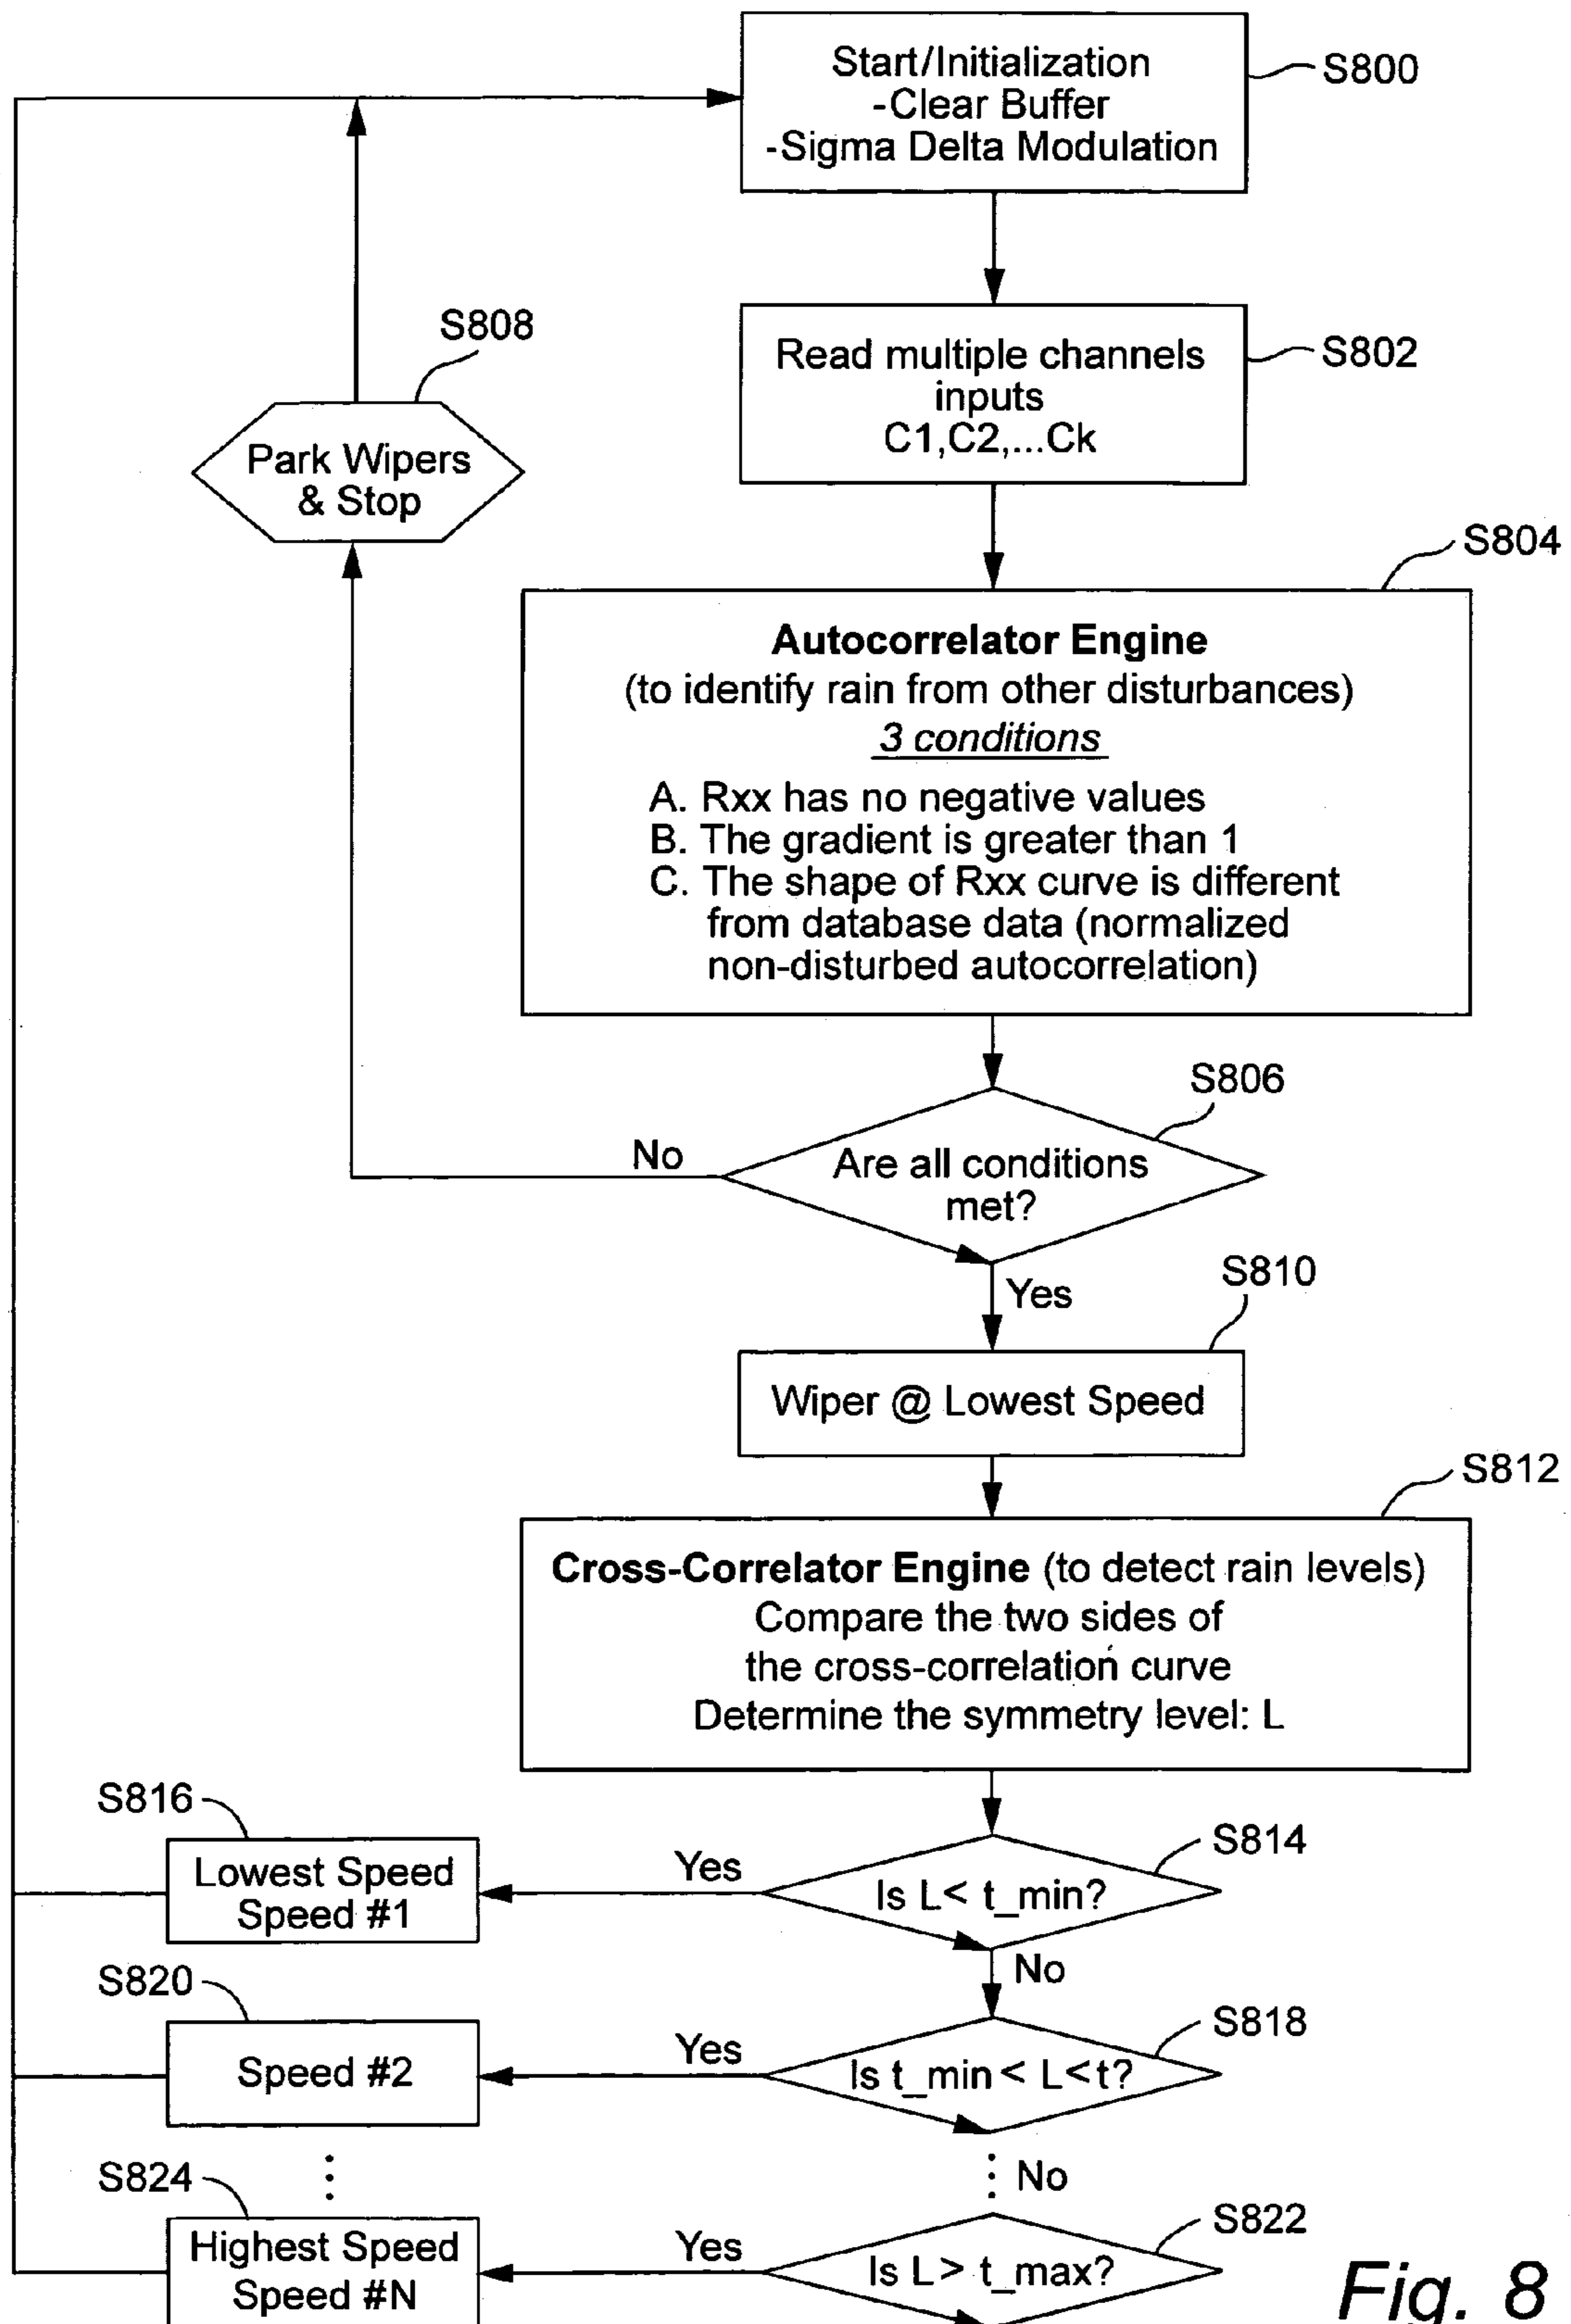 Start/Initialization
-Clear Buffer
-Sigma Delta Modulation
S800
Read multiple channels
inputs
C1,C2,...Ck
S802
S808
Park Wipers
& Stop
S804
Autocorrelator Engine
(to identify rain from other disturbances)
3 conditions
A. Rxx has no negative values
B. The gradient is greater than 1
C. The shape of Rxx curve is different
from database data (normalized
non-disturbed autocorrelation)
S806
Are all conditions
met?
No
Yes
S810
Wiper @ Lowest Speed
S812
Cross-Correlator Engine (to detect rain levels)
Compare the two sides of
the cross-correlation curve
Determine the symmetry level: L
S814
Is L< t_min?
Yes
S816
Lowest Speed
Speed #1
No
S818
Is t_min < L<t?
Yes
S820
Speed #2
No
S822
Is L> t_max?
Yes
S824
Highest Speed
Speed #N
Fig. 8